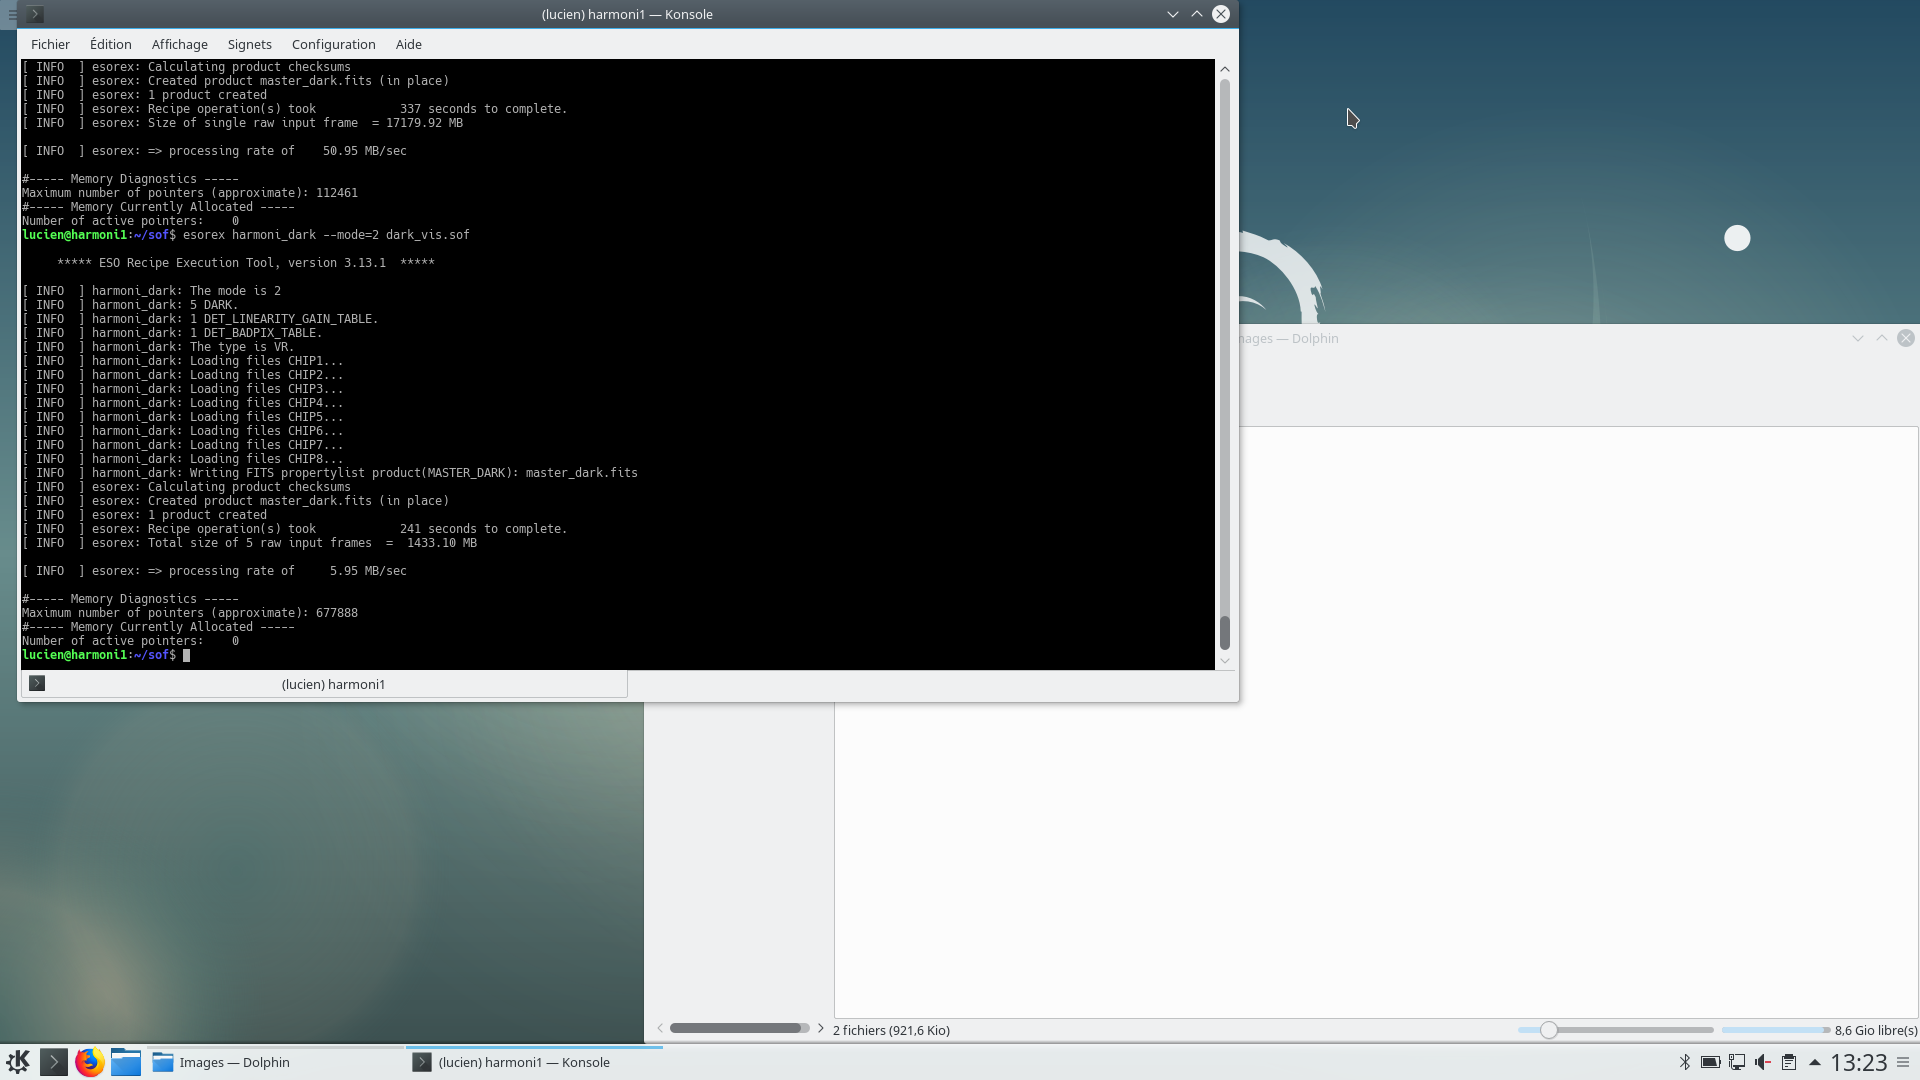 (lucien) harmoni1 — Konsole
Fichier Édition Affichage Signets Configuration Aide
[ INFO  ] esorex: Calculating product checksums
[ INFO  ] esorex: Created product master_dark.fits (in place)
[ INFO  ] esorex: 1 product created
[ INFO  ] esorex: Recipe operation(s) took            337 seconds to complete.
[ INFO  ] esorex: Size of single raw input frame  = 17179.92 MB
[ INFO  ] esorex: => processing rate of    50.95 MB/sec
#----- Memory Diagnostics -----
Maximum number of pointers (approximate): 112461
#----- Memory Currently Allocated -----
Number of active pointers:    0
lucien@harmoni1:~/sof$ esorex harmoni_dark --mode=2 dark_vis.sof
***** ESO Recipe Execution Tool, version 3.13.1  *****
[ INFO  ] harmoni_dark: The mode is 2
[ INFO  ] harmoni_dark: 5 DARK.
[ INFO  ] harmoni_dark: 1 DET_LINEARITY_GAIN_TABLE.
[ INFO  ] harmoni_dark: 1 DET_BADPIX_TABLE.
[ INFO  ] harmoni_dark: The type is VR.
[ INFO  ] harmoni_dark: Loading files CHIP1...
[ INFO  ] harmoni_dark: Loading files CHIP2...
[ INFO  ] harmoni_dark: Loading files CHIP3...
[ INFO  ] harmoni_dark: Loading files CHIP4...
[ INFO  ] harmoni_dark: Loading files CHIP5...
[ INFO  ] harmoni_dark: Loading files CHIP6...
[ INFO  ] harmoni_dark: Loading files CHIP7...
[ INFO  ] harmoni_dark: Loading files CHIP8...
[ INFO  ] harmoni_dark: Writing FITS propertylist product(MASTER_DARK): master_dark.fits
[ INFO  ] esorex: Calculating product checksums
[ INFO  ] esorex: Created product master_dark.fits (in place)
[ INFO  ] esorex: 1 product created
[ INFO  ] esorex: Recipe operation(s) took            241 seconds to complete.
[ INFO  ] esorex: Total size of 5 raw input frames  =  1433.10 MB
[ INFO  ] esorex: => processing rate of     5.95 MB/sec
#----- Memory Diagnostics -----
Maximum number of pointers (approximate): 677888
#----- Memory Currently Allocated -----
Number of active pointers:    0
lucien@harmoni1:~/sof$
(lucien) harmoni1
ages — Dolphin
2 fichiers (921,6 Kio)
8,6 Gio libre(s)
Images — Dolphin
(lucien) harmoni1 — Konsole
13:23